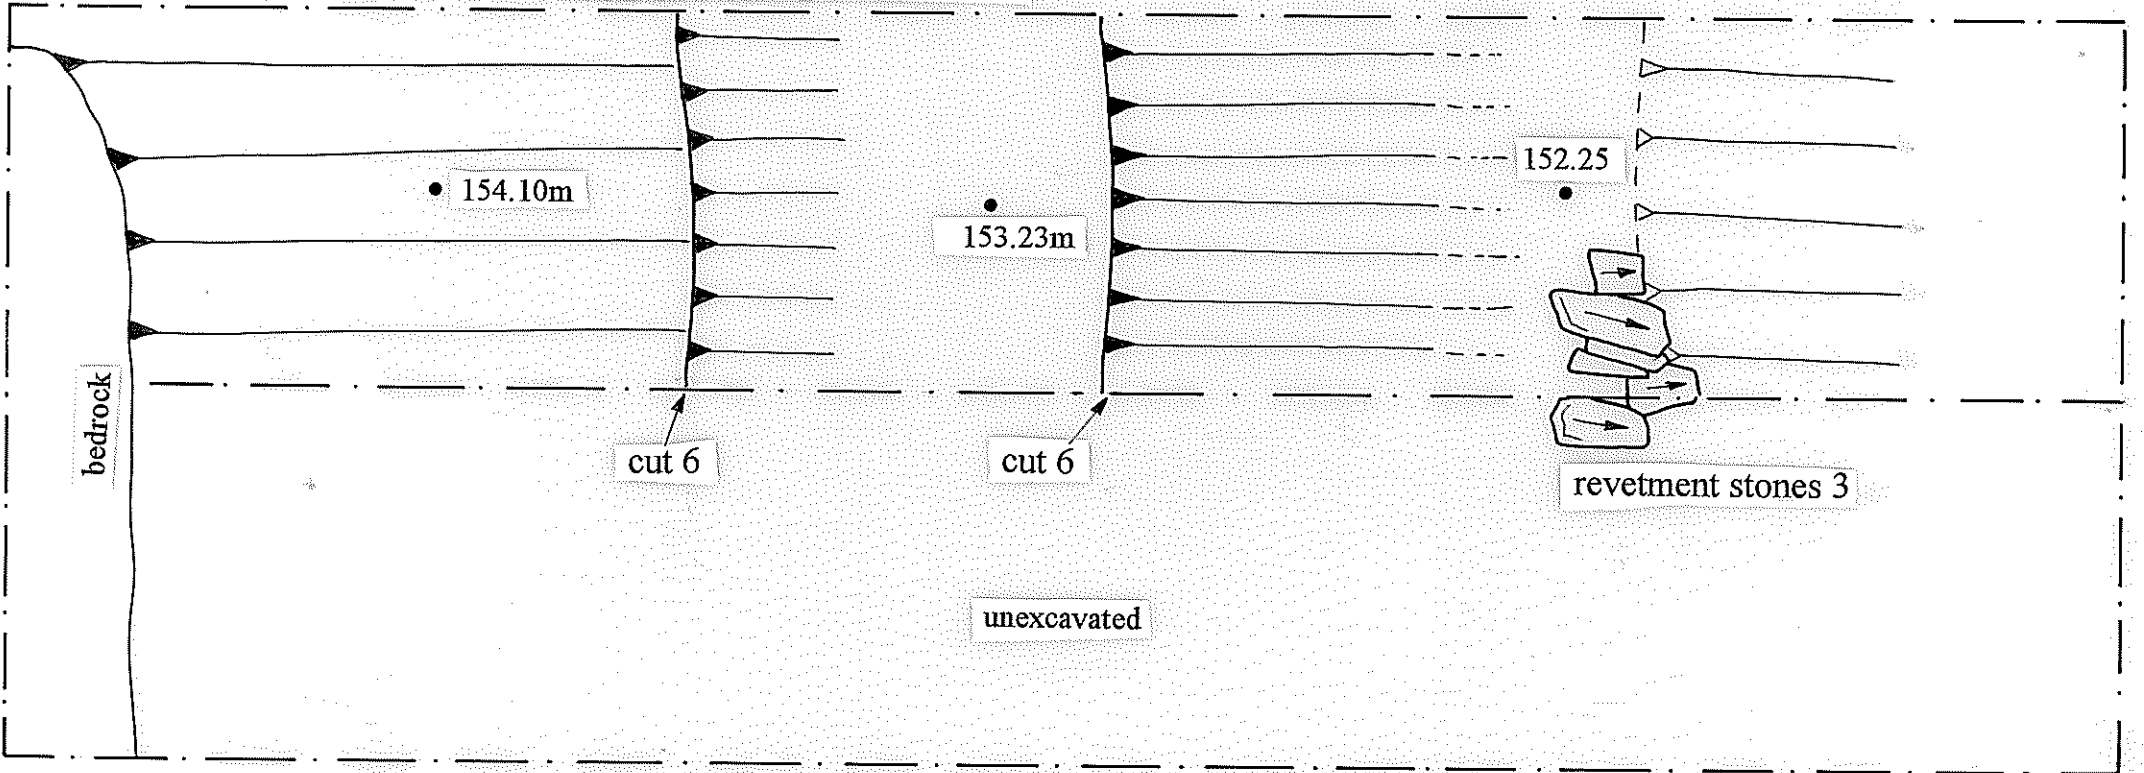 152.25
154.10m
153.23m
bedrock
cut 6
cut 6
revetment stones 3
unexcavated